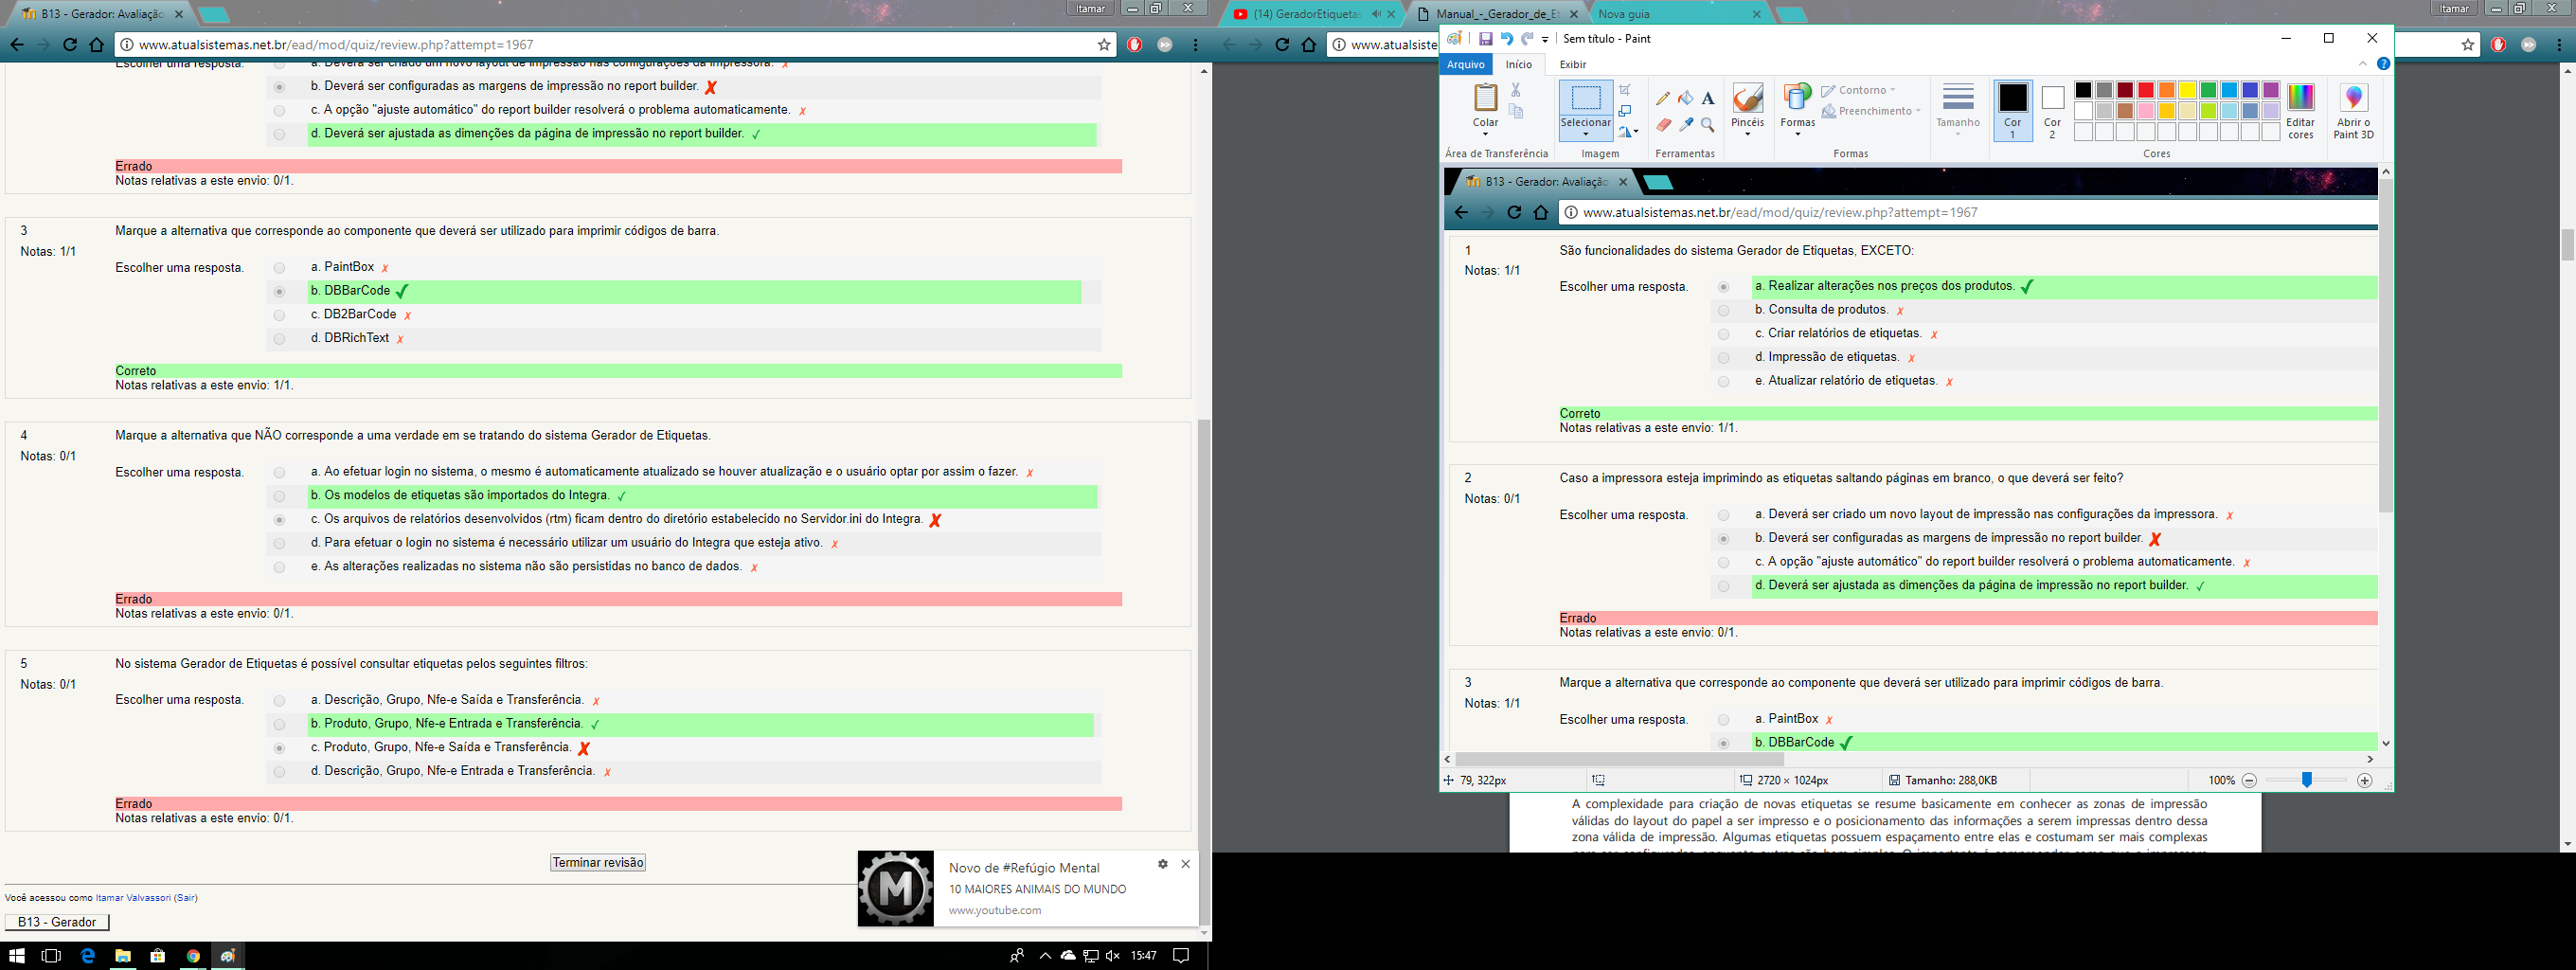 B13 - Gerador: Avaliação
Itamar
www.atualsistemas.net.br/ead/mod/quiz/review.php?attempt=1967
Escolher uma resposta.
a. Deverá ser criado um novo layout de impressão nas configurações da impressora.
b. Deverá ser configuradas as margens de impressão no report builder.
c. A opção "ajuste automático" do report builder resolverá o problema automaticamente.
d. Deverá ser ajustada as dimenções da página de impressão no report builder.
Errado
Notas relativas a este envio: 0/1.
3
Notas: 1/1
Marque a alternativa que corresponde ao componente que deverá ser utilizado para imprimir códigos de barra.
Escolher uma resposta.
a. PaintBox
b. DBBarCode
c. DB2BarCode
d. DBRichText
Correto
Notas relativas a este envio: 1/1.
4
Notas: 0/1
Marque a alternativa que NÃO corresponde a uma verdade em se tratando do sistema Gerador de Etiquetas.
Escolher uma resposta.
a. Ao efetuar login no sistema, o mesmo é automaticamente atualizado se houver atualização e o usuário optar por assim o fazer.
b. Os modelos de etiquetas são importados do Integra.
c. Os arquivos de relatórios desenvolvidos (rtm) ficam dentro do diretório estabelecido no Servidor.ini do Integra.
d. Para efetuar o login no sistema é necessário utilizar um usuário do Integra que esteja ativo.
e. As alterações realizadas no sistema não são persistidas no banco de dados.
Errado
Notas relativas a este envio: 0/1.
5
Notas: 0/1
No sistema Gerador de Etiquetas é possível consultar etiquetas pelos seguintes filtros:
Escolher uma resposta.
a. Descrição, Grupo, Nfe-e Saída e Transferência.
b. Produto, Grupo, Nfe-e Entrada e Transferência.
c. Produto, Grupo, Nfe-e Saída e Transferência.
d. Descrição, Grupo, Nfe-e Entrada e Transferência.
Errado
Notas relativas a este envio: 0/1.
Terminar revisão
Você acessou como Itamar Valvassori (Sair)
B13 - Gerador
M
Novo de #Refúgio Mental
10 MAIORES ANIMAIS DO MUNDO
www.youtube.com
15:47
(14) GeradorEtiquetas
Manual_-_Gerador_de_Et
Nova guia
Itamar
www.atualsiste
Sem título - Paint
Arquivo
Início
Exibir
Colar
Área de Transferência
Selecionar
Imagem
A
Ferramentas
Pincéis
Formas
Contorno
Preenchimento
Formas
Tamanho
Cor
1
Cor
2
Editar
cores
Cores
Abrir o
Paint 3D
B13 - Gerador: Avaliação
www.atualsistemas.net.br/ead/mod/quiz/review.php?attempt=1967
1
Notas: 1/1
São funcionalidades do sistema Gerador de Etiquetas, EXCETO:
Escolher uma resposta.
a. Realizar alterações nos preços dos produtos.
b. Consulta de produtos.
c. Criar relatórios de etiquetas.
d. Impressão de etiquetas.
e. Atualizar relatório de etiquetas.
Correto
Notas relativas a este envio: 1/1.
2
Notas: 0/1
Caso a impressora esteja imprimindo as etiquetas saltando páginas em branco, o que deverá ser feito?
Escolher uma resposta.
a. Deverá ser criado um novo layout de impressão nas configurações da impressora.
b. Deverá ser configuradas as margens de impressão no report builder.
c. A opção "ajuste automático" do report builder resolverá o problema automaticamente.
d. Deverá ser ajustada as dimenções da página de impressão no report builder.
Errado
Notas relativas a este envio: 0/1.
3
Notas: 1/1
Marque a alternativa que corresponde ao componente que deverá ser utilizado para imprimir códigos de barra.
Escolher uma resposta.
a. PaintBox
b. DBBarCode
79, 322px
2720 × 1024px
Tamanho: 288,0KB
100%
A complexidade para criação de novas etiquetas se resume basicamente em conhecer as zonas de impressão
válidas do layout do papel a ser impresso e o posicionamento das informações a serem impressas dentro dessa
zona válida de impressão. Algumas etiquetas possuem espaçamento entre elas e costumam ser mais complexas